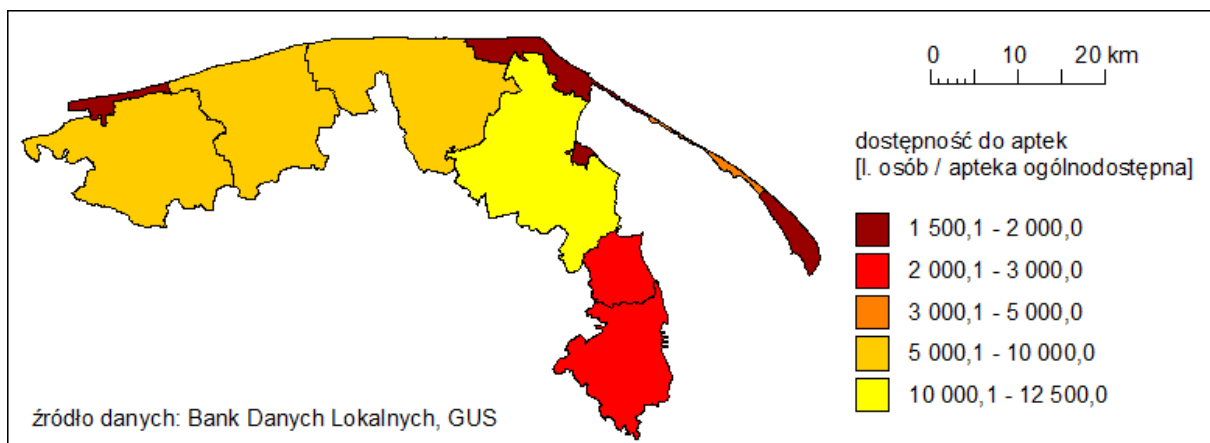 0 10 20 km
dostępność do aptek
[l. osób / apteka ogólnodostępna]
1 500,1 - 2 000,0
2 000,1 - 3 000,0
3 000,1 - 5 000,0
5 000,1 - 10 000,0
10 000,1 - 12 500,0
źródło danych: Bank Danych Lokalnych, GUS